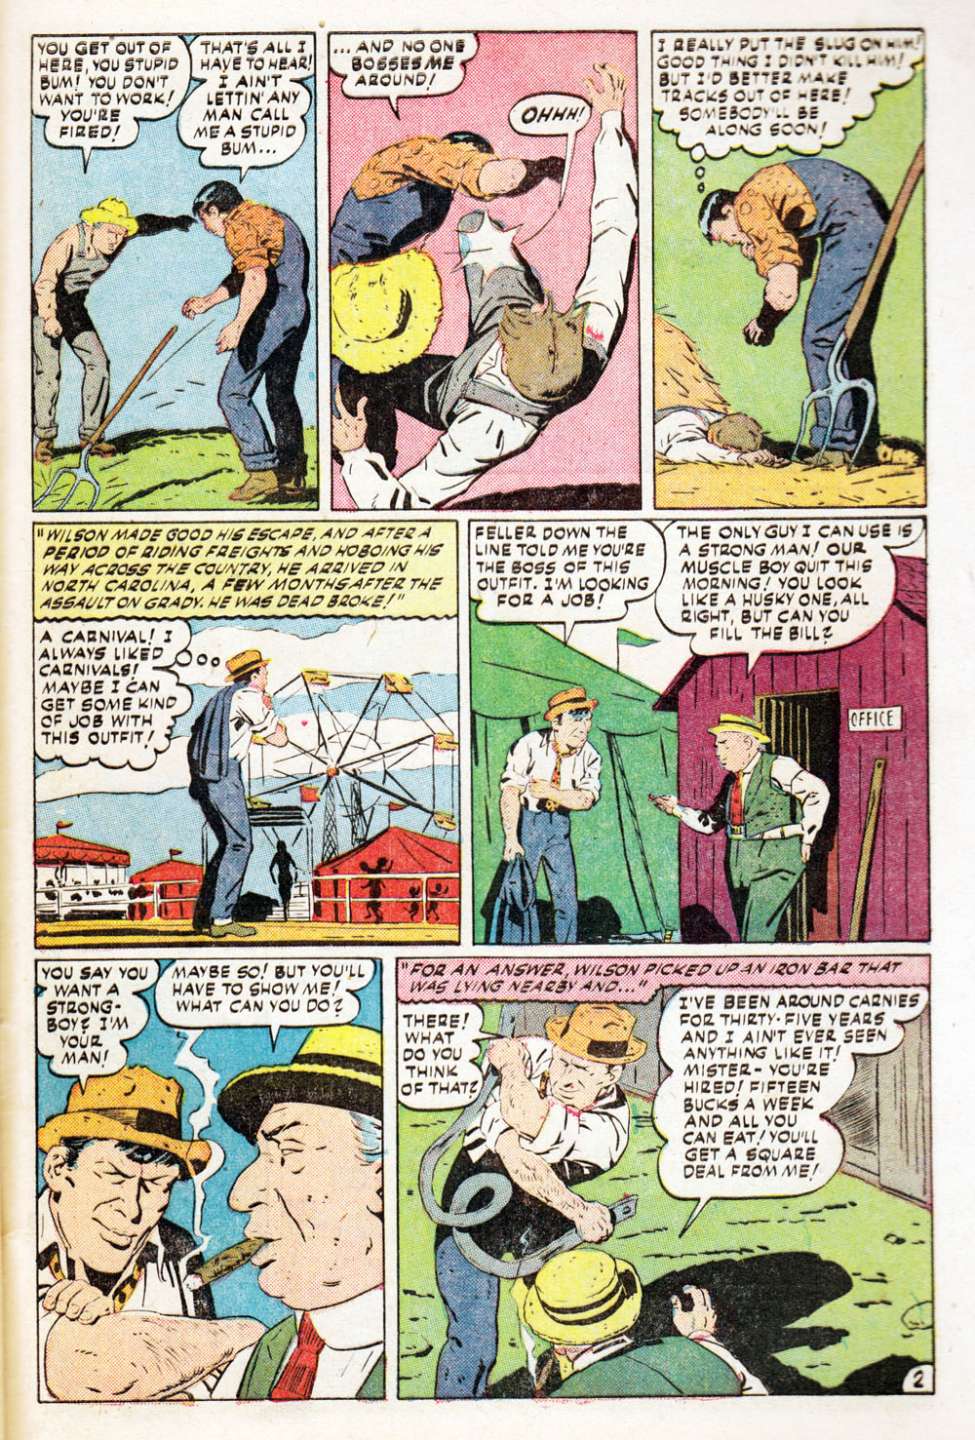 YOU GET OUT OF
HERE, YOU STUPID
BUM! YOU DON'T
WANT TO WORK!
YOU'RE
FIRED!
THAT'S ALL I
HAVE TO HEAR!
I AIN'T
LETTIN' ANY
MAN CALL
ME A STUPID
BUM...
...AND NO ONE
BOSSES ME
AROUND!
OHHH!
I REALLY PUT THE SLUG ON HIM!
GOOD THING I DIDN'T KILL HIM!
BUT I'D BETTER MAKE
TRACKS OUT OF HERE!
SOMEBODY'LL BE
ALONG SOON!
"WILSON MADE GOOD HIS ESCAPE, AND AFTER A
PERIOD OF RIDING FREIGHTS AND HOBOING HIS
WAY ACROSS THE COUNTRY, HE ARRIVED IN
NORTH CAROLINA, A FEW MONTHS AFTER THE
ASSAULT ON GRADY. HE WAS DEAD BROKE!"
A CARNIVAL! I
ALWAYS LIKED
CARNIVALS!
MAYBE I CAN
GET SOME KIND
OF JOB WITH
THIS OUTFIT!
FELLER DOWN THE
LINE TOLD ME YOU'RE
THE BOSS OF THIS
OUTFIT. I'M LOOKING
FOR A JOB!
THE ONLY GUY I CAN USE IS
A STRONG MAN! OUR
MUSCLE BOY QUIT THIS
MORNING! YOU LOOK
LIKE A HUSKY ONE, ALL
RIGHT, BUT CAN YOU
FILL THE BILL?
OFFICE
YOU SAY YOU
WANT A
STRONG-
BOY? I'M
YOUR
MAN!
MAYBE SO! BUT YOU'LL
HAVE TO SHOW ME!
WHAT CAN YOU DO?
"FOR AN ANSWER, WILSON PICKED UP AN IRON BAR THAT
WAS LYING NEARBY AND..."
THERE!
WHAT
DO YOU
THINK
OF THAT?
I'VE BEEN AROUND CARNIES
FOR THIRTY-FIVE YEARS
AND I AIN'T EVER SEEN
ANYTHING LIKE IT!
MISTER- YOU'RE
HIRED! FIFTEEN
BUCKS A WEEK
AND ALL YOU
CAN EAT! YOU'LL
GET A SQUARE
DEAL FROM ME!
2